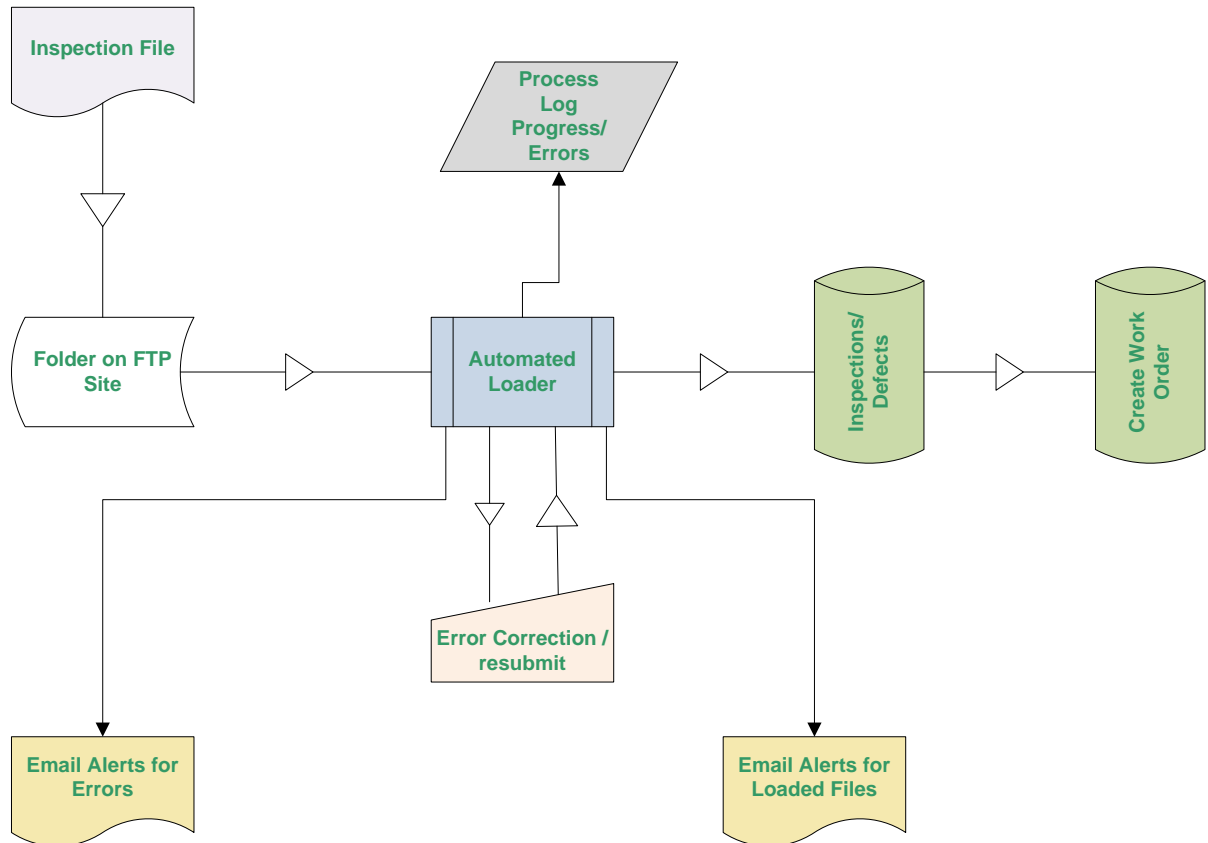 Inspection File
Process
Log
Progress/
Errors
Folder on FTP
Site
Automated
Loader
Inspections/
Defects
Create Work
Order
Error Correction /
resubmit
Email Alerts for
Errors
Email Alerts for
Loaded Files